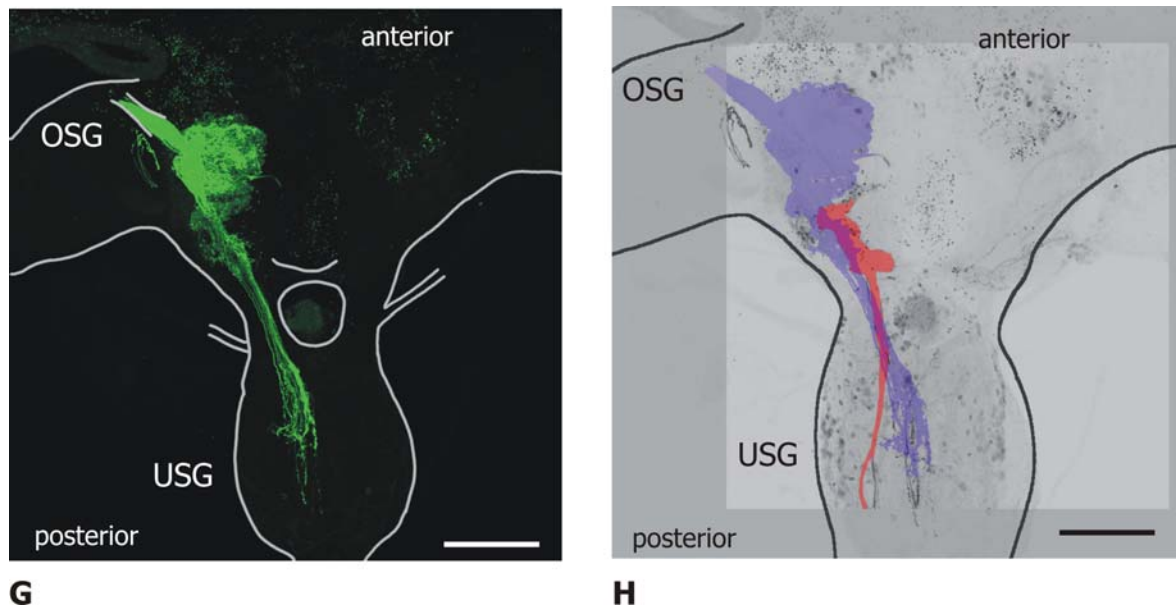 anterior
OSG
USG
posterior
G
anterior
OSG
USG
posterior
H